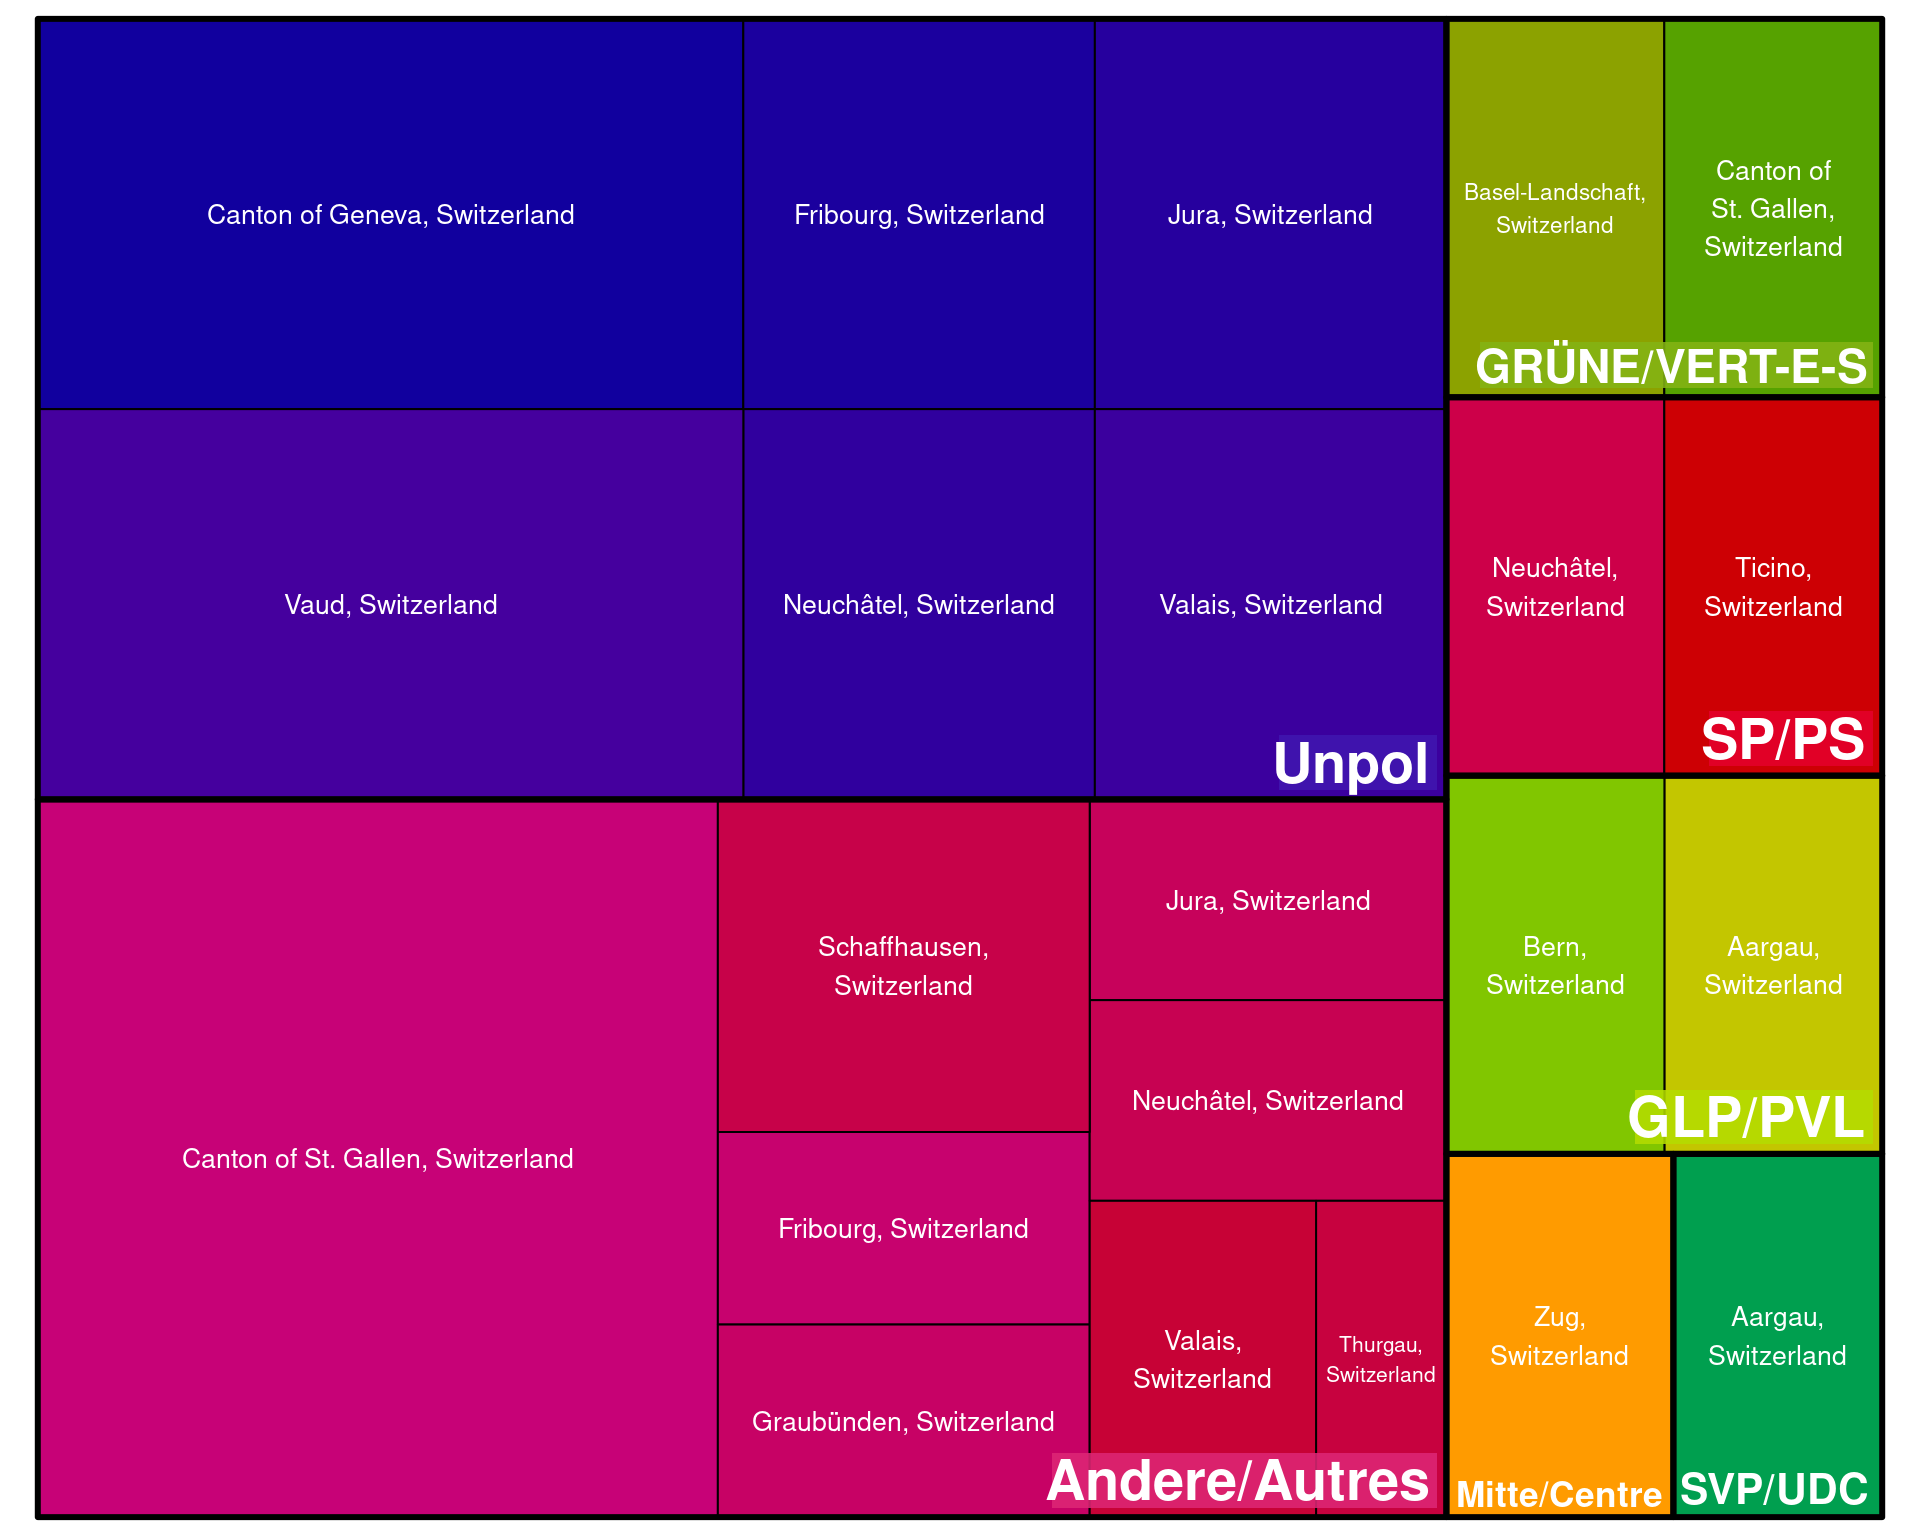 Canton of Geneva, Switzerland
Fribourg, Switzerland
Jura, Switzerland
Vaud, Switzerland
Neuchâtel, Switzerland
Valais, Switzerland
Unpol
Canton of St. Gallen, Switzerland
Schaffhausen,
Switzerland
Fribourg, Switzerland
Graubünden, Switzerland
Jura, Switzerland
Neuchâtel, Switzerland
Valais,
Switzerland
Thurgau,
Switzerland
Andere/Autres
Basel-Landschaft,
Switzerland
Canton of
St. Gallen,
Switzerland
GRÜNE/VERT-E-S
Neuchâtel,
Switzerland
Ticino,
Switzerland
SP/PS
Bern,
Switzerland
Aargau,
Switzerland
GLP/PVL
Zug,
Switzerland
Mitte/Centre
Aargau,
Switzerland
SVP/UDC